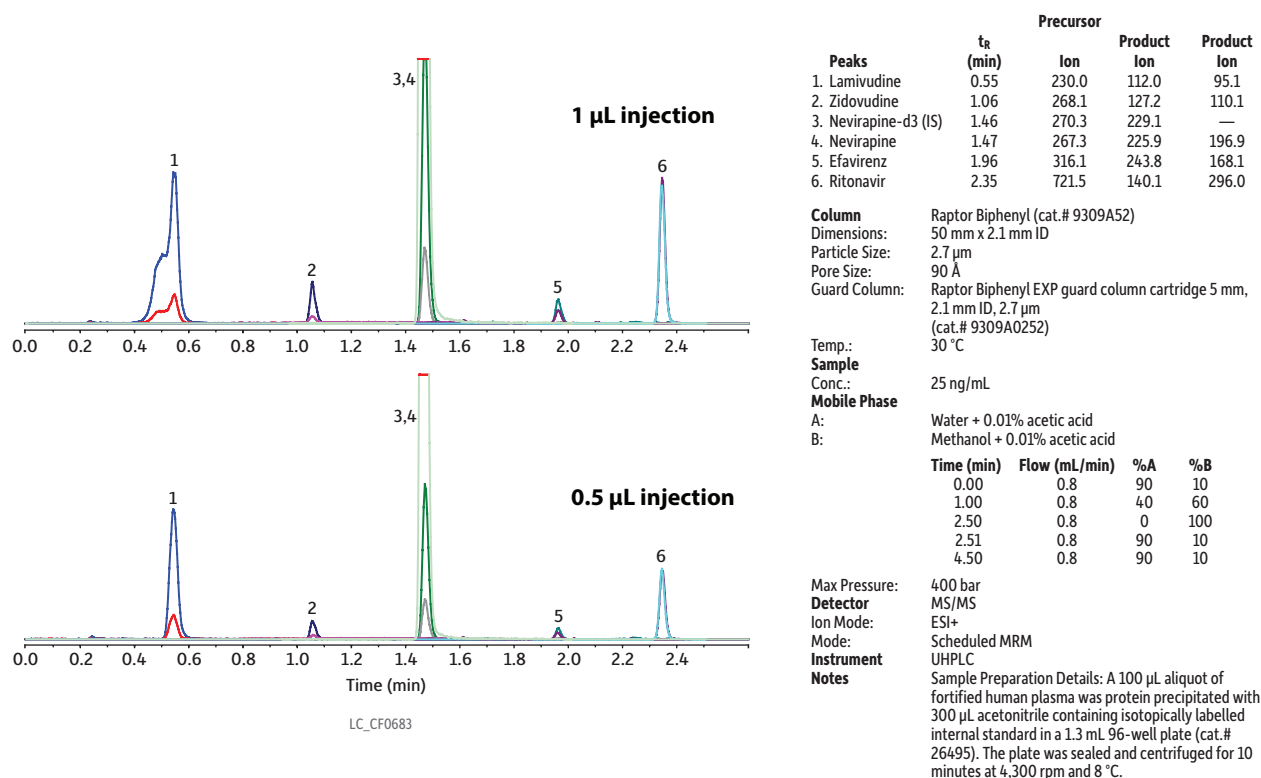 3,4
1 µL injection
1
6
2
5
0.0 0.2 0.4 0.6 0.8 1.0 1.2 1.4 1.6 1.8 2.0 2.2 2.4
3,4
0.5 µL injection
1
6
2
5
0.0 0.2 0.4 0.6 0.8 1.0 1.2 1.4 1.6 1.8 2.0 2.2 2.4
Time (min)
LC_CF0683
Precursor
tR Product Product
Peaks (min) Ion Ion Ion
1. Lamivudine 0.55 230.0 112.0 95.1
2. Zidovudine 1.06 268.1 127.2 110.1
3. Nevirapine-d3 (IS) 1.46 270.3 229.1 —
4. Nevirapine 1.47 267.3 225.9 196.9
5. Efavirenz 1.96 316.1 243.8 168.1
6. Ritonavir 2.35 721.5 140.1 296.0
Column Raptor Biphenyl (cat.# 9309A52)
Dimensions: 50 mm x 2.1 mm ID
Particle Size: 2.7 µm
Pore Size: 90 Å
Guard Column: Raptor Biphenyl EXP guard column cartridge 5 mm,
2.1 mm ID, 2.7 µm
(cat.# 9309A0252)
Temp.: 30 °C
Sample
Conc.: 25 ng/mL
Mobile Phase
A: Water + 0.01% acetic acid
B: Methanol + 0.01% acetic acid
Time (min) Flow (mL/min) %A %B
0.00 0.8 90 10
1.00 0.8 40 60
2.50 0.8 0 100
2.51 0.8 90 10
4.50 0.8 90 10
Max Pressure: 400 bar
Detector MS/MS
Ion Mode: ESI+
Mode: Scheduled MRM
Instrument UHPLC
Notes Sample Preparation Details: A 100 µL aliquot of
fortified human plasma was protein precipitated with
300 µL acetonitrile containing isotopically labelled
internal standard in a 1.3 mL 96-well plate (cat.#
26495). The plate was sealed and centrifuged for 10
minutes at 4,300 rpm and 8 °C.